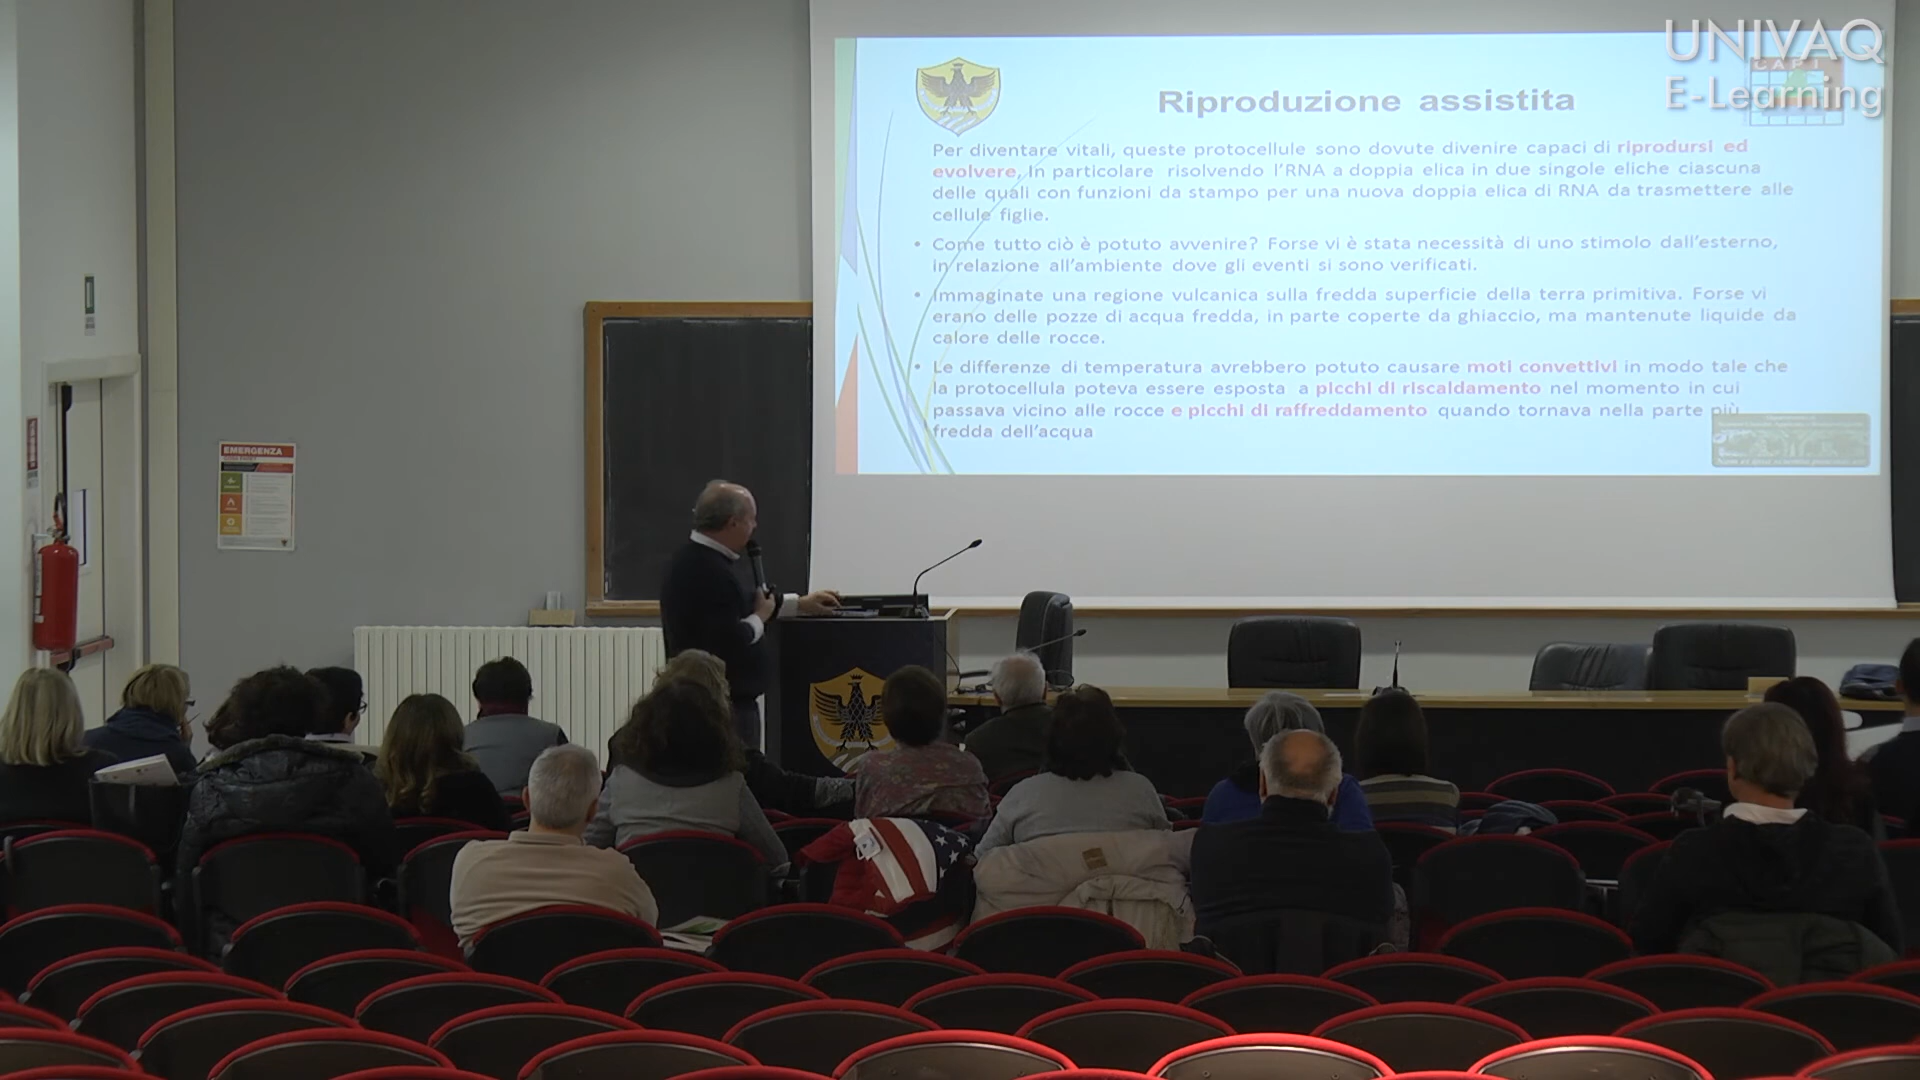 UNIVAQ
E-Learning
Riproduzione assistita
Per diventare vitali, queste protocellule sono dovute divenire capaci di riprodursi ed
evolvere, In particolare risolvendo l'RNA a doppia elica in due singole eliche ciascuna
delle quali con funzioni da stampo per una nuova doppia elica di RNA da trasmettere alle
cellule figlie.
• Come tutto ciò è potuto avvenire? Forse vi è stata necessità di uno stimolo dall'esterno,
in relazione all'ambiente dove gli eventi si sono verificati.
• Immaginate una regione vulcanica sulla fredda superficie della terra primitiva. Forse vi
erano delle pozze di acqua fredda, in parte coperte da ghiaccio, ma mantenute liquide da
calore delle rocce.
• Le differenze di temperatura avrebbero potuto causare moti convettivi in modo tale che
la protocellula poteva essere esposta a picchi di riscaldamento nel momento in cui
passava vicino alle rocce e picchi di raffreddamento quando tornava nella parte più
fredda dell'acqua
EMERGENZA